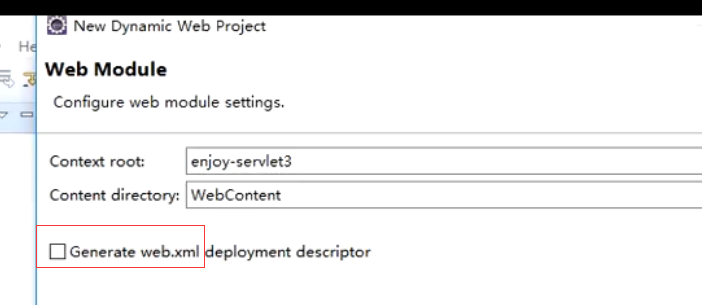 New Dynamic Web Project
He
Web Module
Configure web module settings.
Context root: enjoy-servlet3
Content directory: WebContent
Generate web.xml deployment descriptor